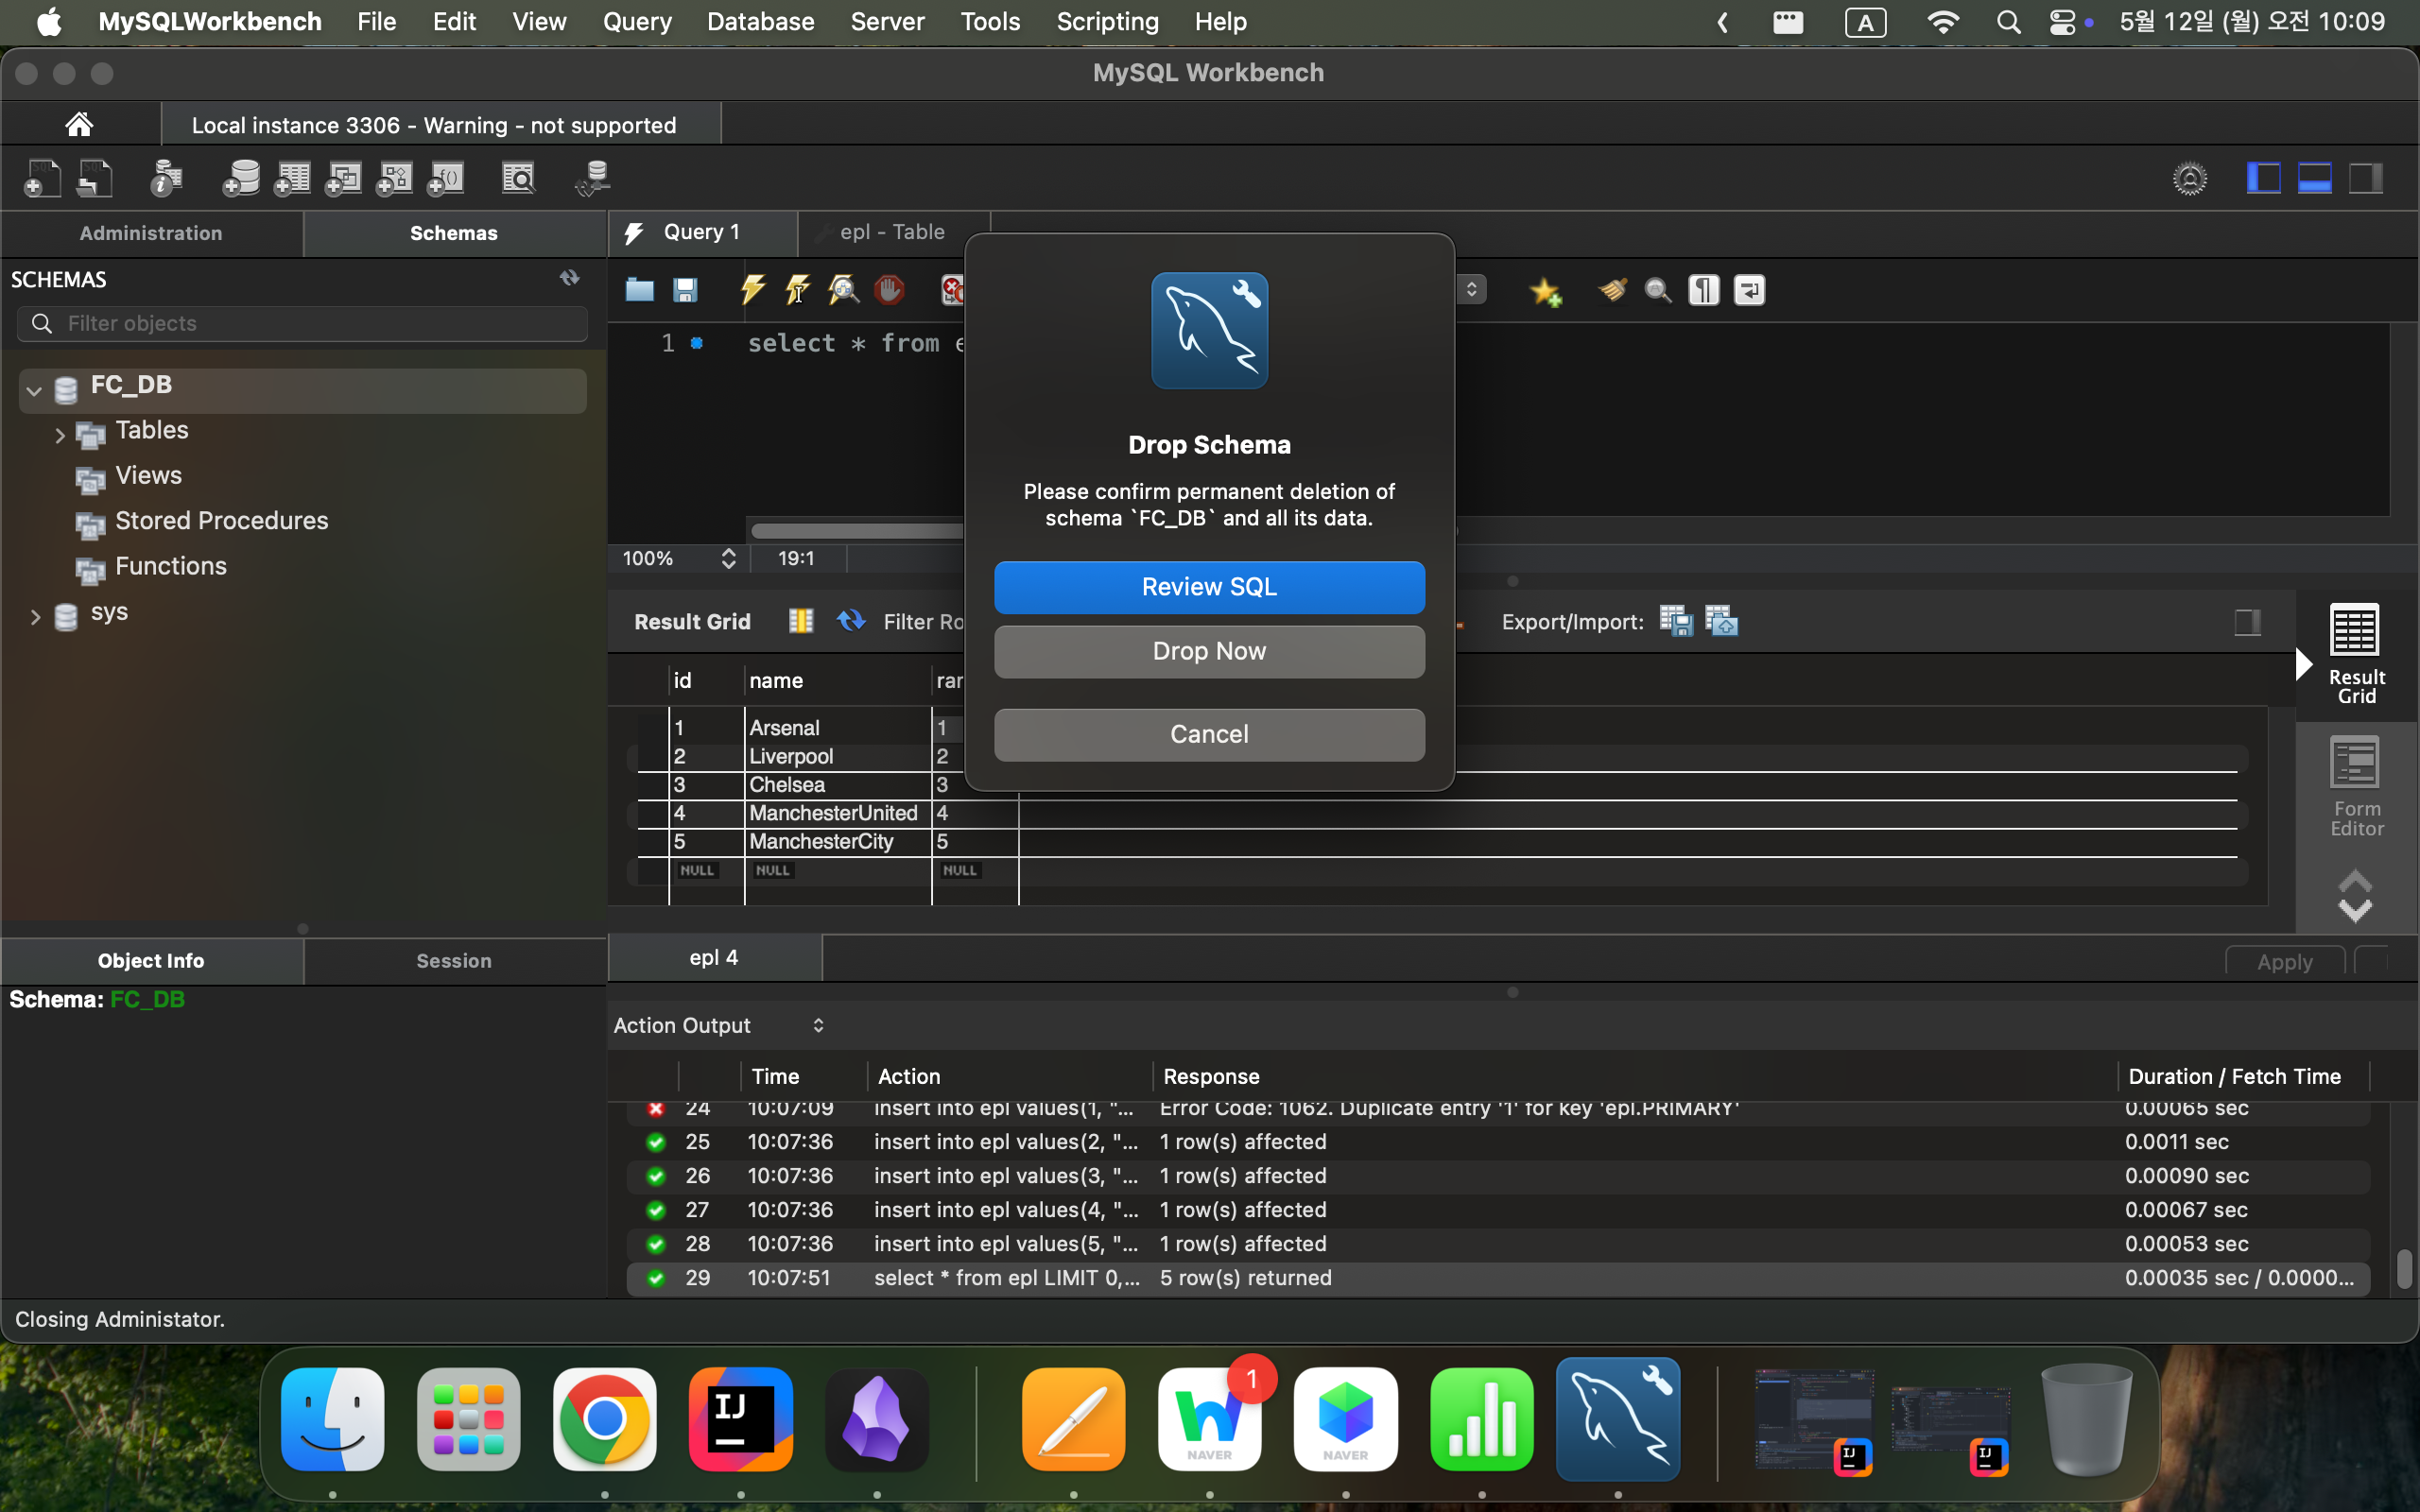 MySQLWorkbench File Edit View Query Database Server Tools Scripting Help A 5월 12일 (월) 오전 10:09
MySQL Workbench
Local instance 3306 - Warning - not supported
Administration Schemas Query 1 epl - Table
SCHEMAS
Filter objects
1 select * from e
FC_DB
Tables
Views
Stored Procedures
Functions
sys
Drop Schema
Please confirm permanent deletion of
schema `FC_DB` and all its data.
Review SQL
Drop Now
Cancel
100% 19:1
Result Grid Filter Ro Export/Import:
id name ran
1 Arsenal 1
2 Liverpool 2
3 Chelsea 3
4 ManchesterUnited 4
5 ManchesterCity 5
NULL NULL NULL
Result
Grid
Form
Editor
Object Info Session
epl 4 Apply
Schema: FC_DB
Action Output
Time Action Response Duration / Fetch Time
24 10:07:09 insert into epl values(1, "... Error Code: 1062. Duplicate entry '1' for key 'epl.PRIMARY' 0.00065 sec
25 10:07:36 insert into epl values(2, "... 1 row(s) affected 0.0011 sec
26 10:07:36 insert into epl values(3, "... 1 row(s) affected 0.00090 sec
27 10:07:36 insert into epl values(4, "... 1 row(s) affected 0.00067 sec
28 10:07:36 insert into epl values(5, "... 1 row(s) affected 0.00053 sec
29 10:07:51 select * from epl LIMIT 0,... 5 row(s) returned 0.00035 sec / 0.0000...
Closing Administator.
1
IJ
W
NAVER
NAVER
IJ
IJ